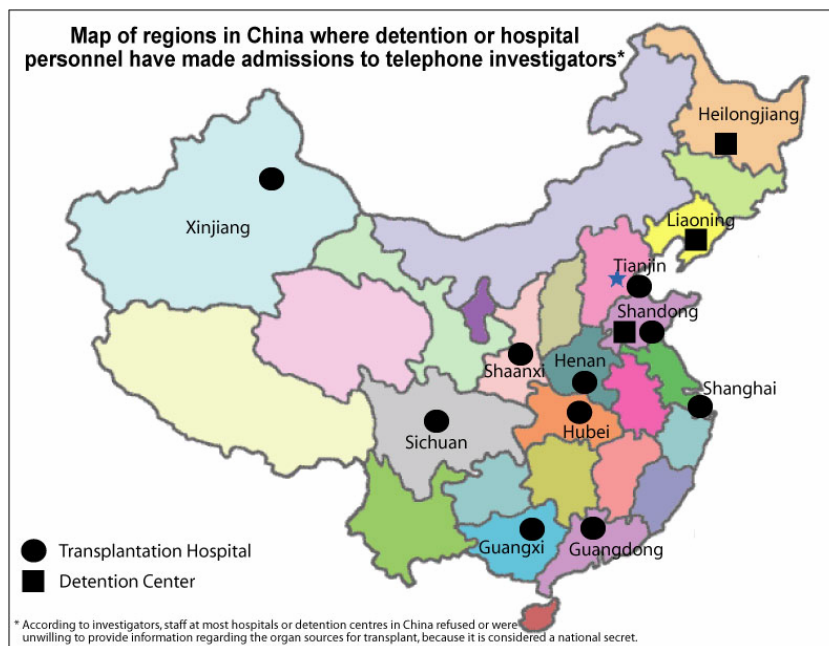 Map of regions in China where detention or hospital
personnel have made admissions to telephone investigators*
Heilongjiang
Xinjiang
Liaoning
Tianjin
Shandong
Shaanxi
Henan
Shanghai
Sichuan
Hubei
Guangxi
Guangdong
Transplantation Hospital
Detention Center
* According to investigators, staff at most hospitals or detention centres in China refused or were
unwilling to provide information regarding the organ sources for transplant, because it is considered a national secret.